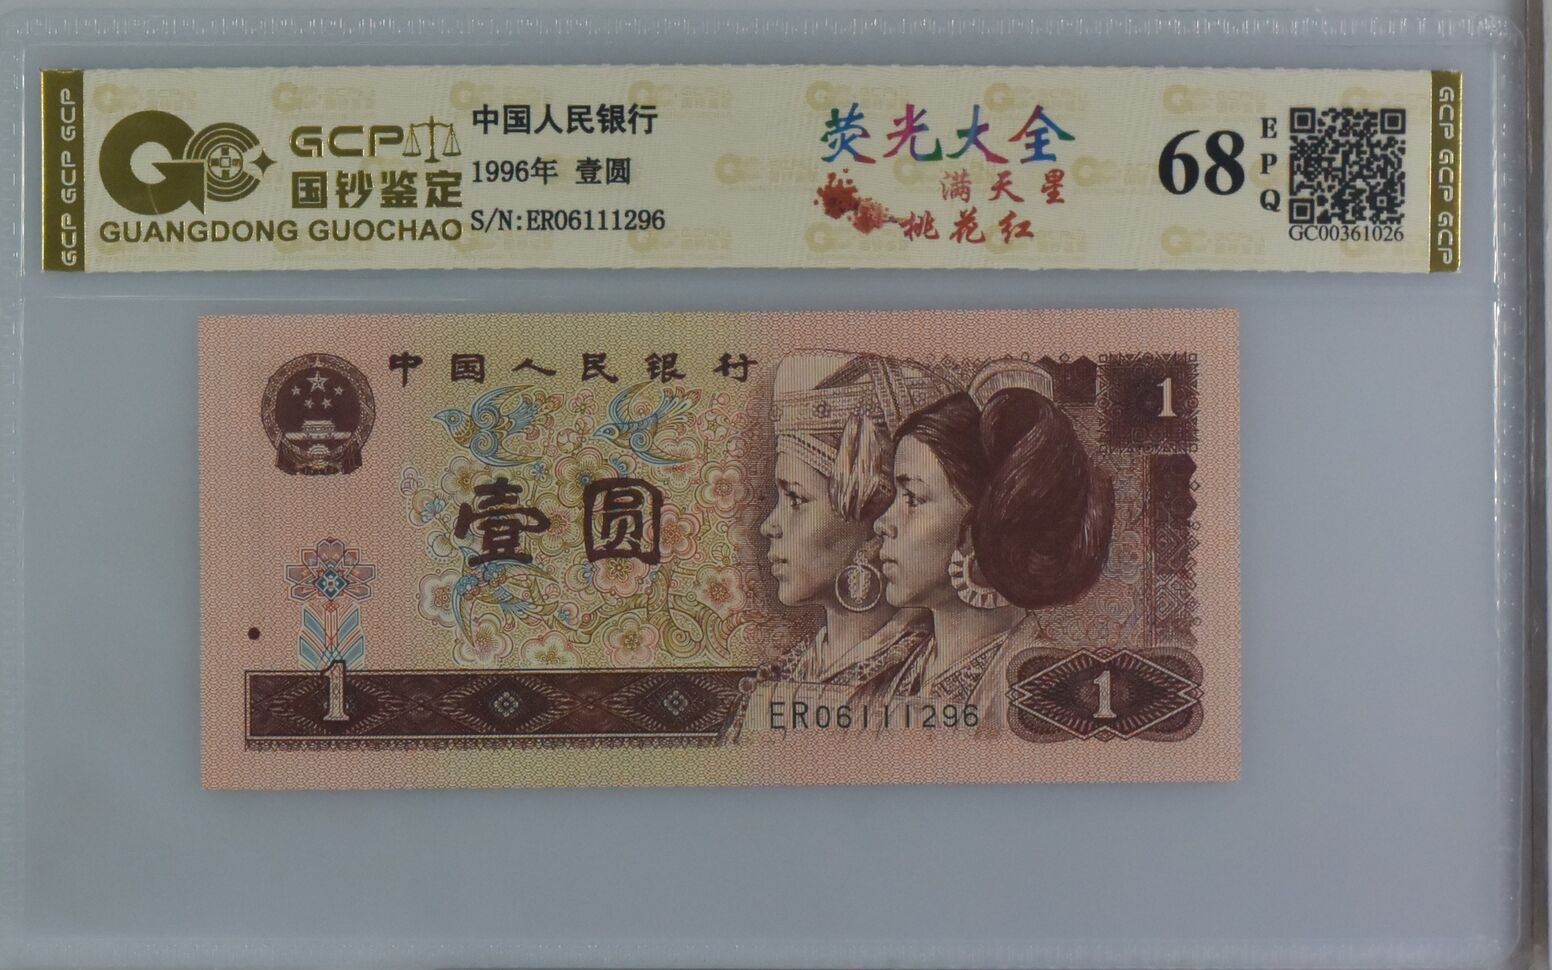 GCP GCP GCP
GCP
国钞鉴定
GUANGDONG GUOCHAO
中国人民银行
1996年 壹圆
S/N:ER06111296
荧光大全
满天星
桃花红
68
EPQ
GC00361026
GCP GCP GCP
中国人民银行
1
壹圆
1
ER06111296
1